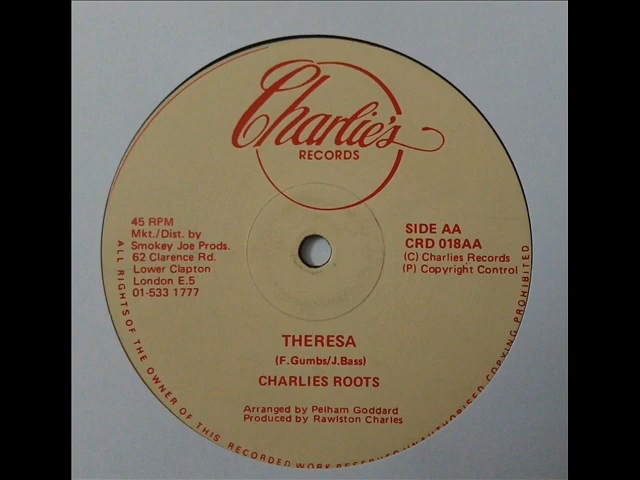 Charlie's
RECORDS
45 RPM
Mkt./Dist. by
Smokey Joe Prods.
62 Clarence Rd.
Lower Clapton
London E.5
01-533 1777
SIDE AA
CRD 018AA
(C) Charlies Records
(P) Copyright Control
THERESA
(F.Gumbs/J.Bass)
CHARLIES ROOTS
Arranged by Pelham Goddard
Produced by Rawlston Charles
ALL RIGHTS OF THE OWNER OF THIS RECORDED WORK RESERVED UNAUTHORISED COPYING PROHIBITED